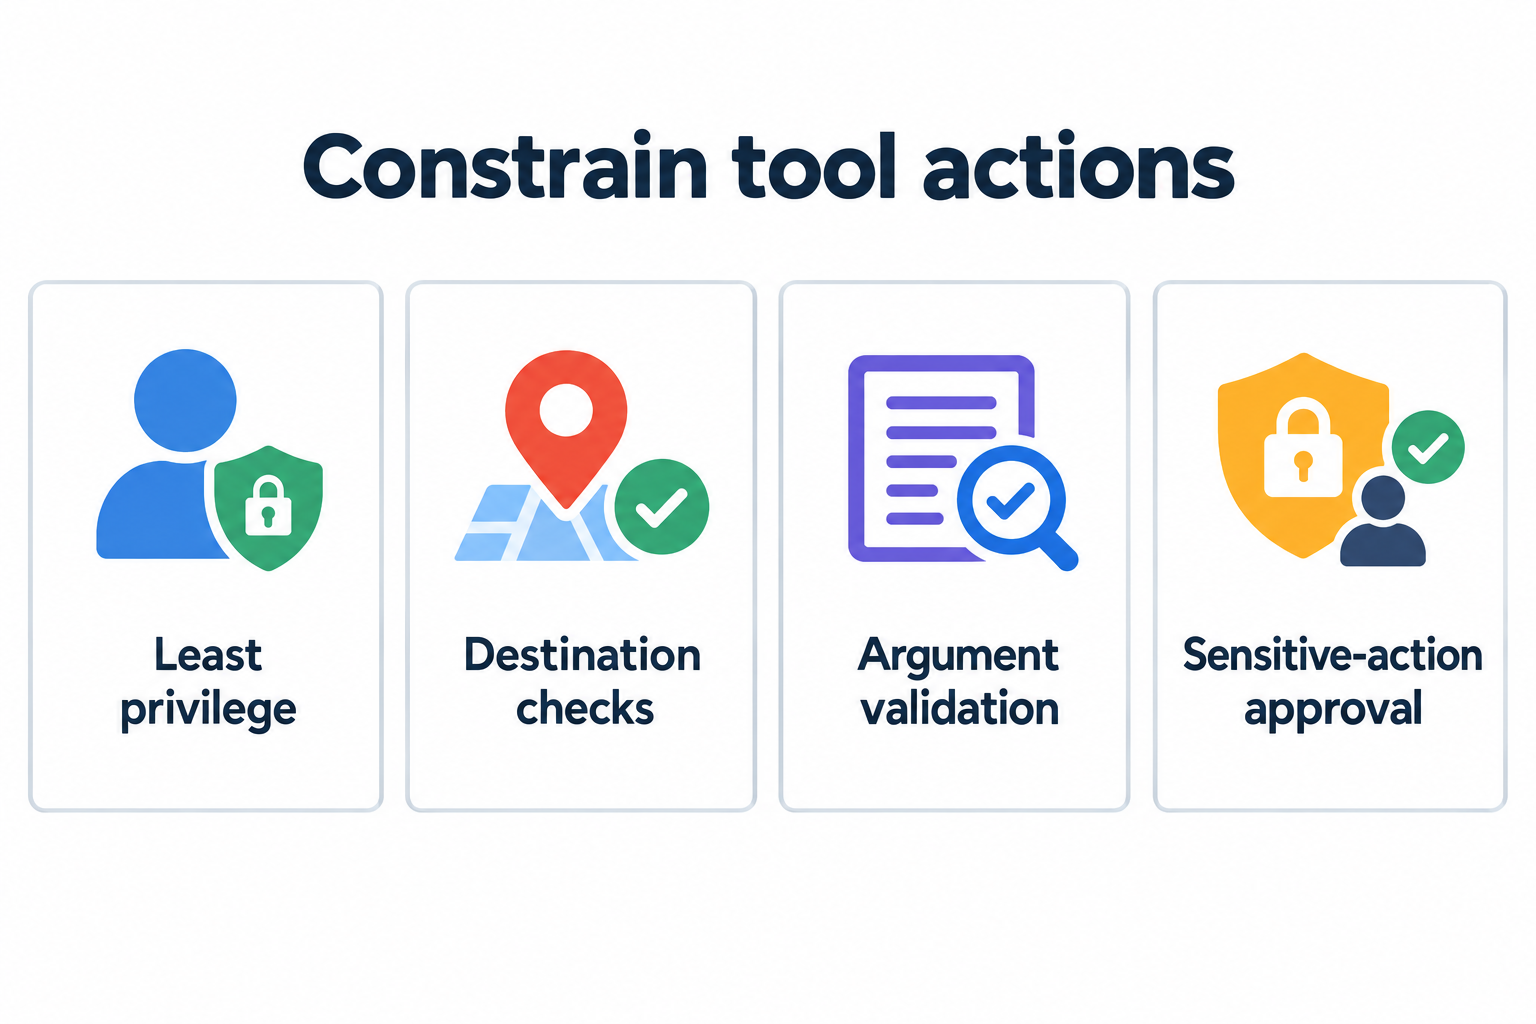 Constrain tool actions
Least
privilege
Destination
checks
Argument
validation
Sensitive-action
approval